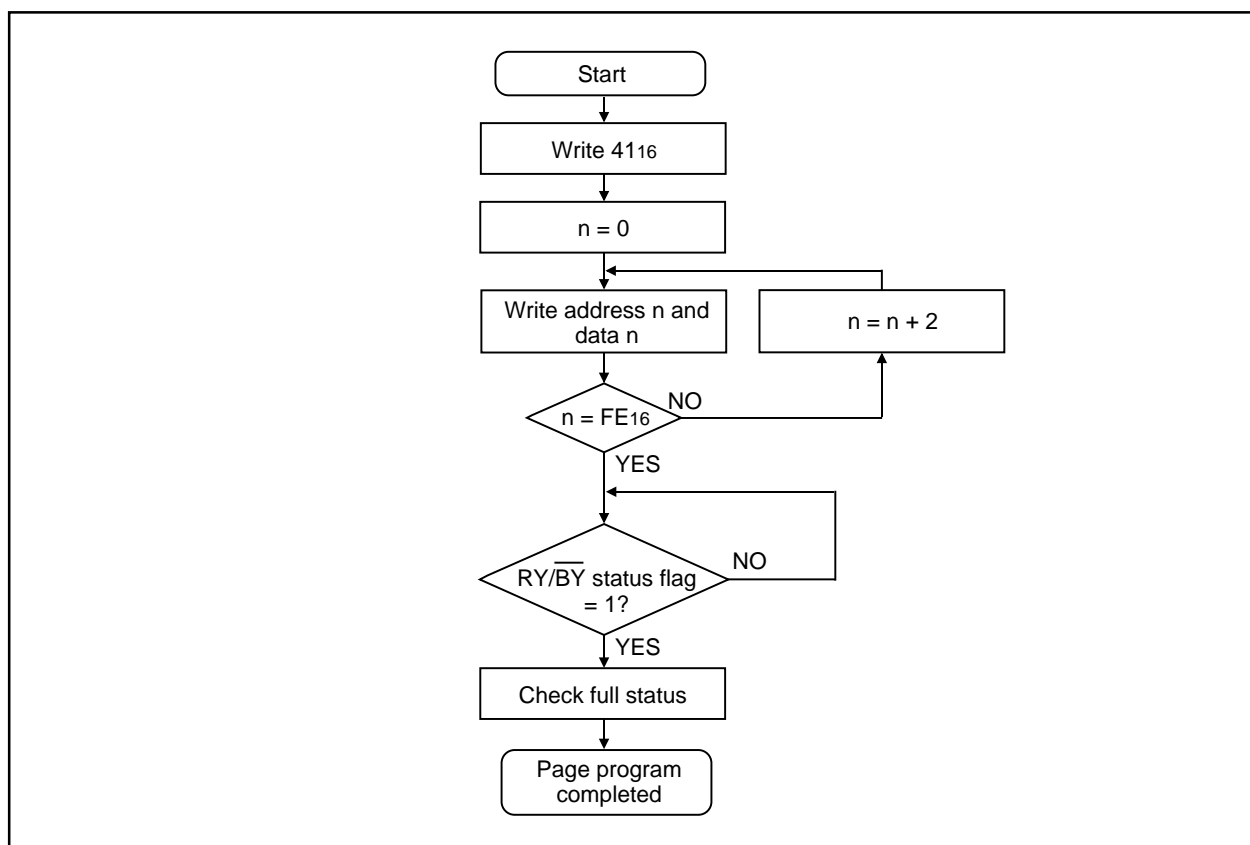 Start
Write 4116
n = 0
Write address n and
data n
n = n + 2
n = FE16
NO
YES
RY/B̅Y̅ status flag
= 1?
NO
YES
Check full status
Page program
completed